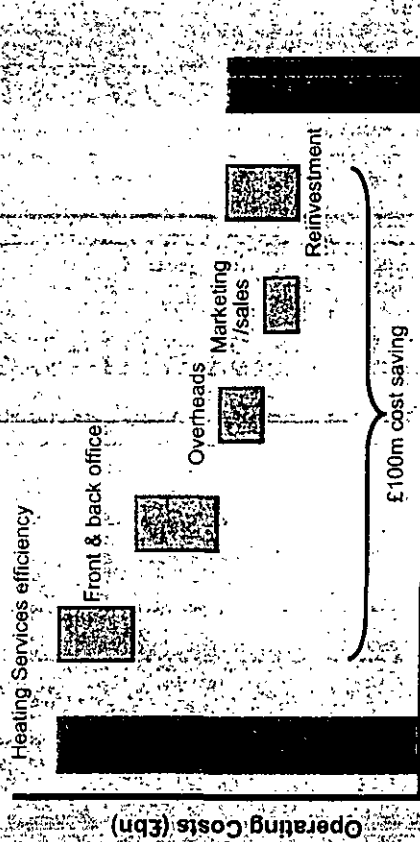 Heating Services efficiency
Front & back office
Overheads
Marketing
/sales
Reinvestment
£100m cost saving
Operating Costs (£bn)